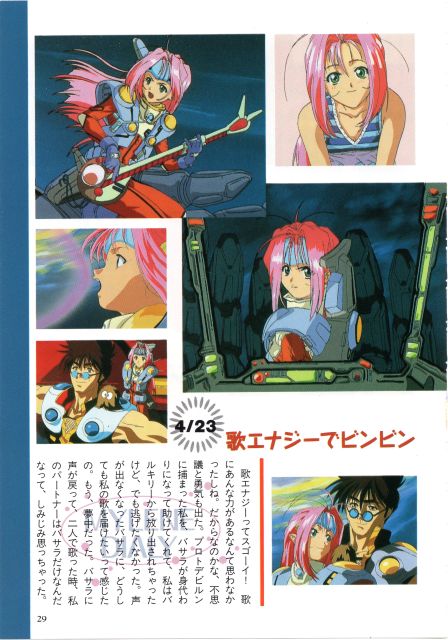 4/23
歌エナジーでビンビン
歌エナジーってスゴーイ! 歌
にあんな力があるなんて思わなか
ったしね。だからなのかな、不思
議と勇気も出た。プロトデビルン
に捕まった私を、バサラが身代わ
りになって助けてくれて、私はバ
ルキリーから放り出されちゃった
けど、でも逃げたくなかった。声
が出なくなったバサラに、どうし
ても私の歌を届けたいって感じた
の。もう、夢中だった。バサラに
声が戻って、二人で歌った時、私
のパートナーはバサラだけなんだ
なって、しみじみ思っちゃった。
29